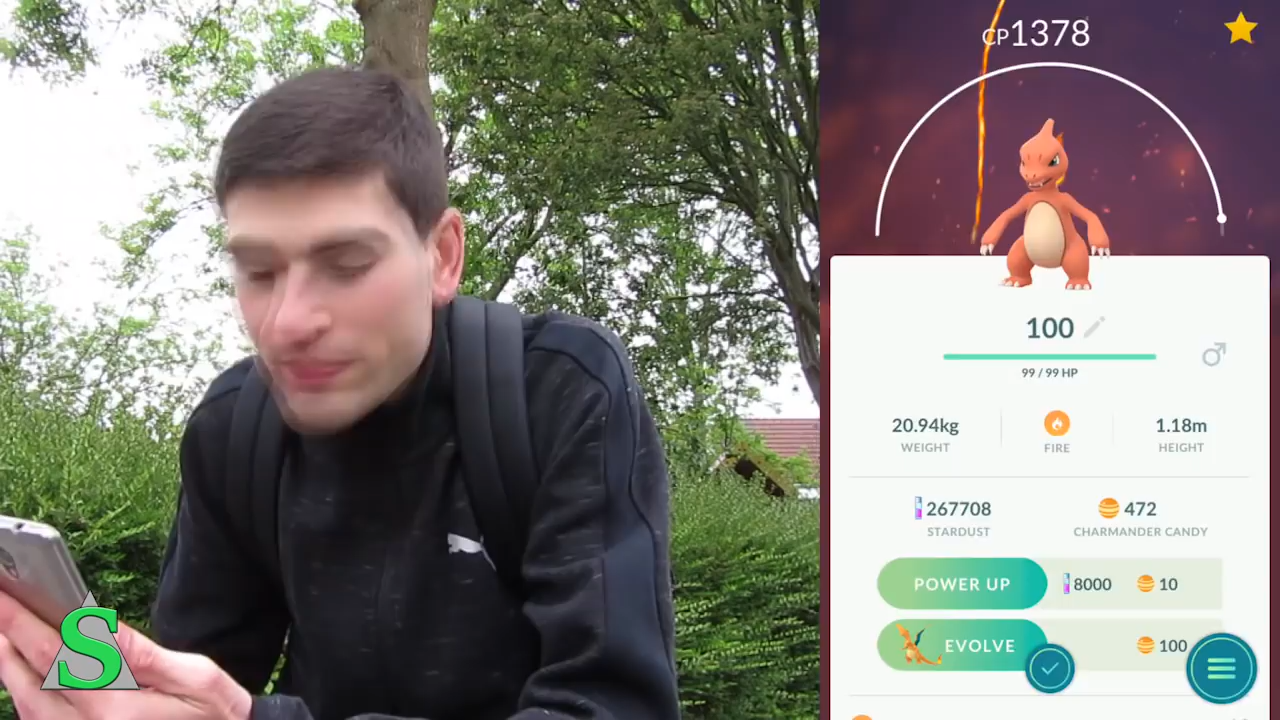 CP1378
100
99 / 99 HP
20.94kg
WEIGHT
FIRE
1.18m
HEIGHT
267708
STARDUST
472
CHARMANDER CANDY
POWER UP
8000
10
EVOLVE
100
S